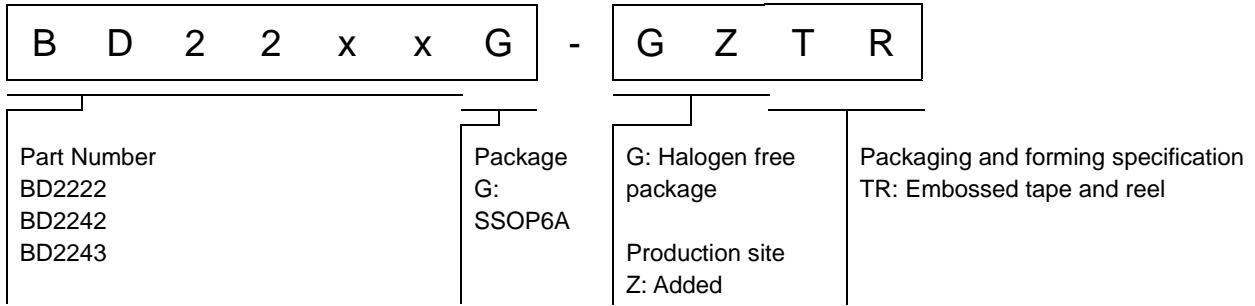 B D 2 2 x x G - G Z T R
Part Number
BD2222
BD2242
BD2243
Package
G:
SSOP6A
G: Halogen free
package
Production site
Z: Added
Packaging and forming specification
TR: Embossed tape and reel